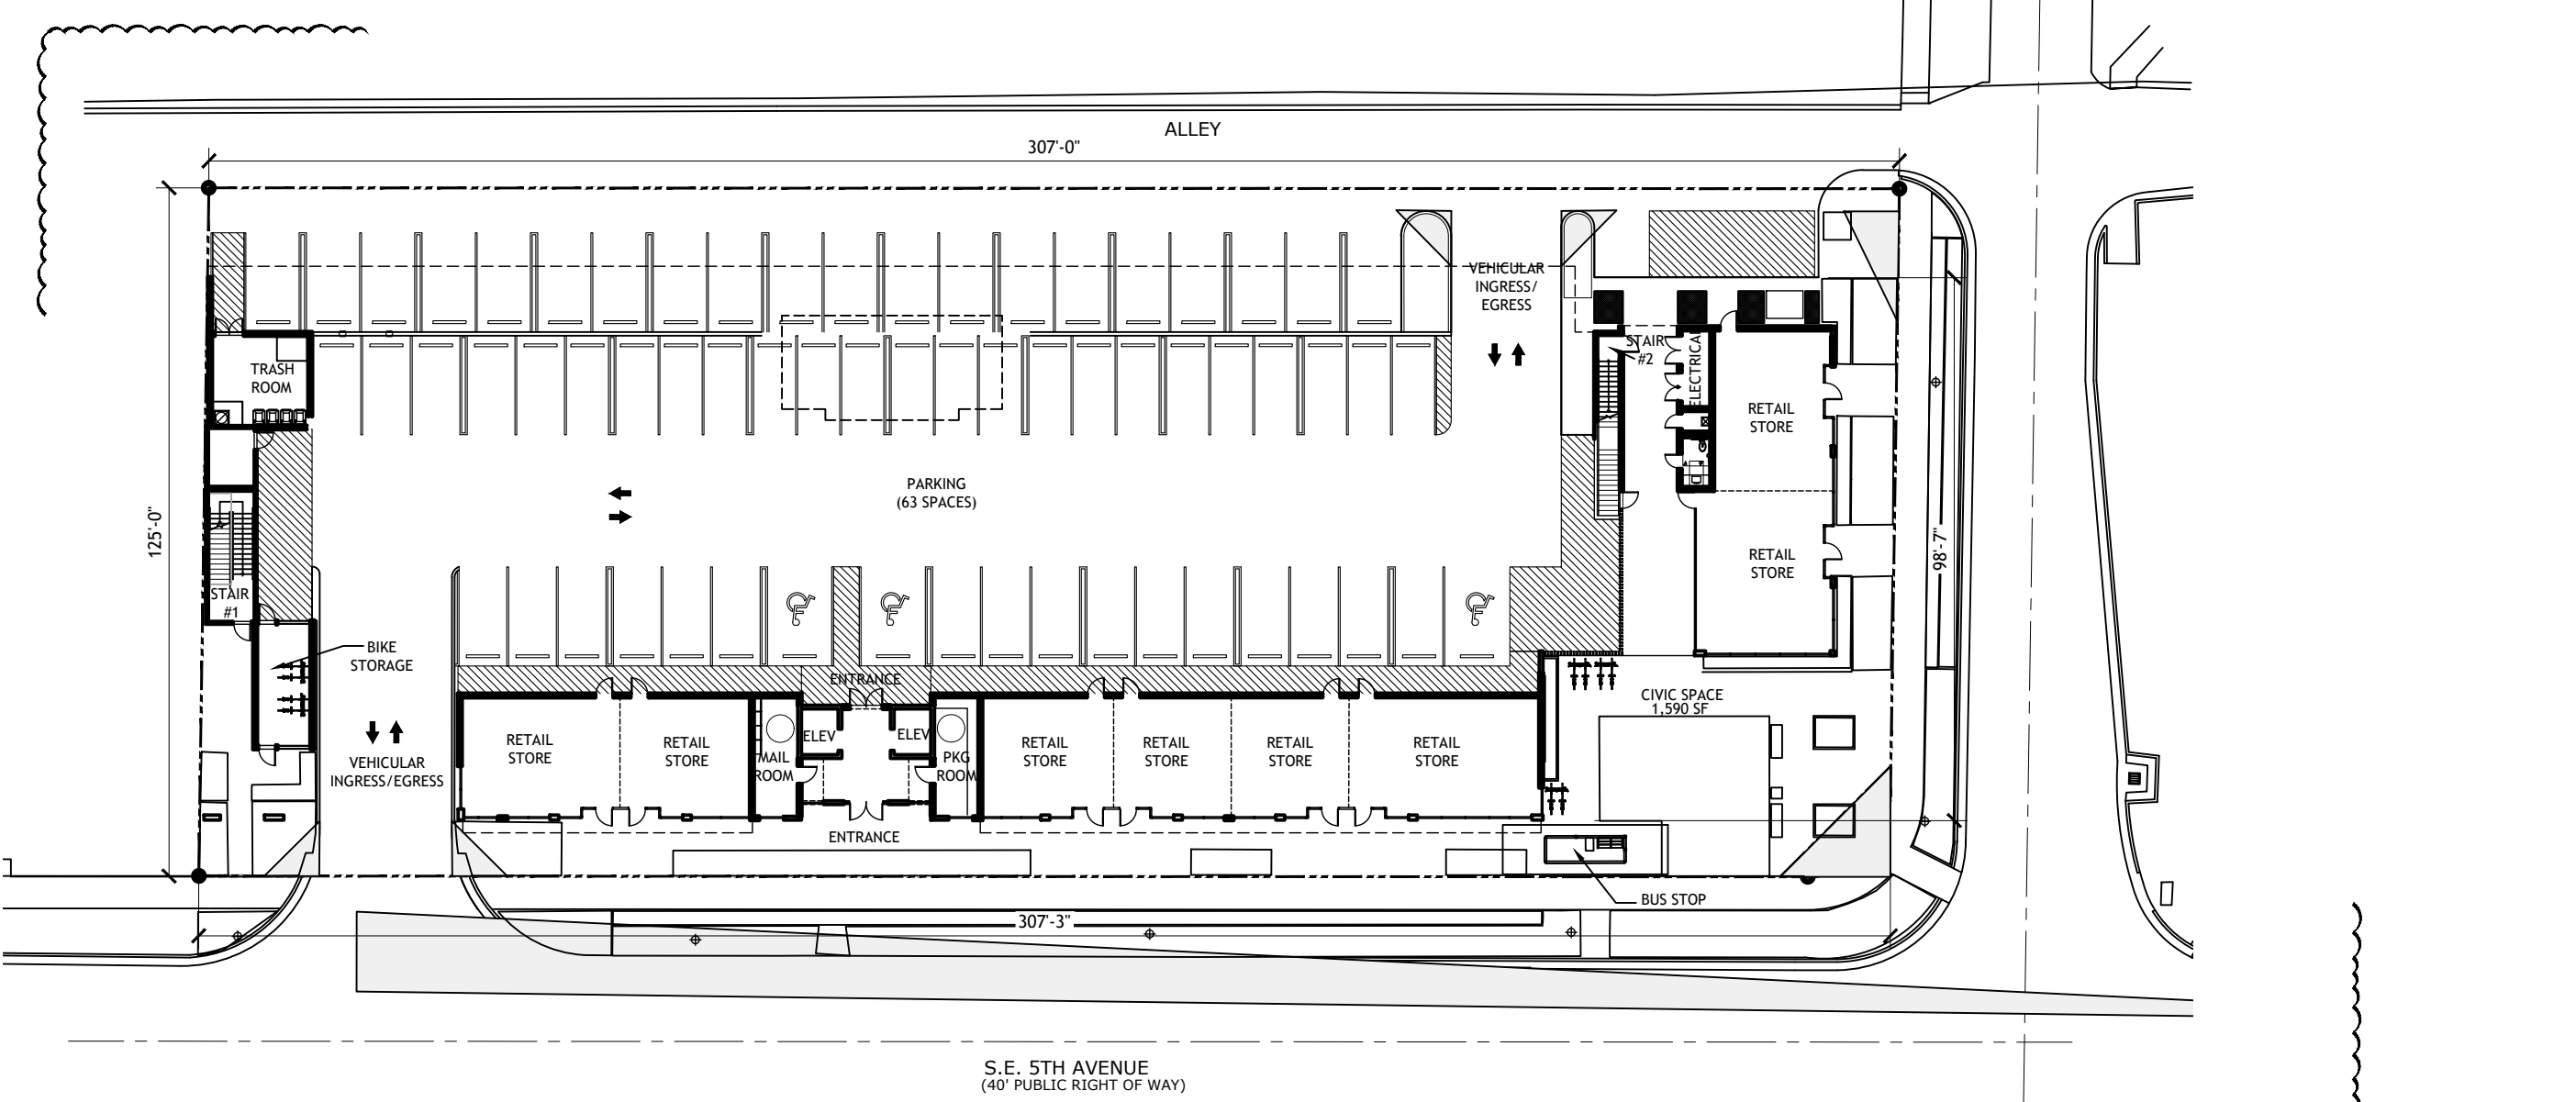 ALLEY
307'-0"
VEHICULAR
INGRESS/
EGRESS
STAIR
#2
ELECTRICAL
TRASH
ROOM
RETAIL
STORE
PARKING
(63 SPACES)
125'-0"
98'-7"
RETAIL
STORE
STAIR
#1
BIKE
STORAGE
ENTRANCE
CIVIC SPACE
1,590 SF
VEHICULAR
INGRESS/EGRESS
RETAIL
STORE
RETAIL
STORE
MAIL
ROOM
ELEV
ELEV
PKG
ROOM
RETAIL
STORE
RETAIL
STORE
RETAIL
STORE
RETAIL
STORE
ENTRANCE
BUS STOP
307'-3"
S.E. 5TH AVENUE
(40' PUBLIC RIGHT OF WAY)